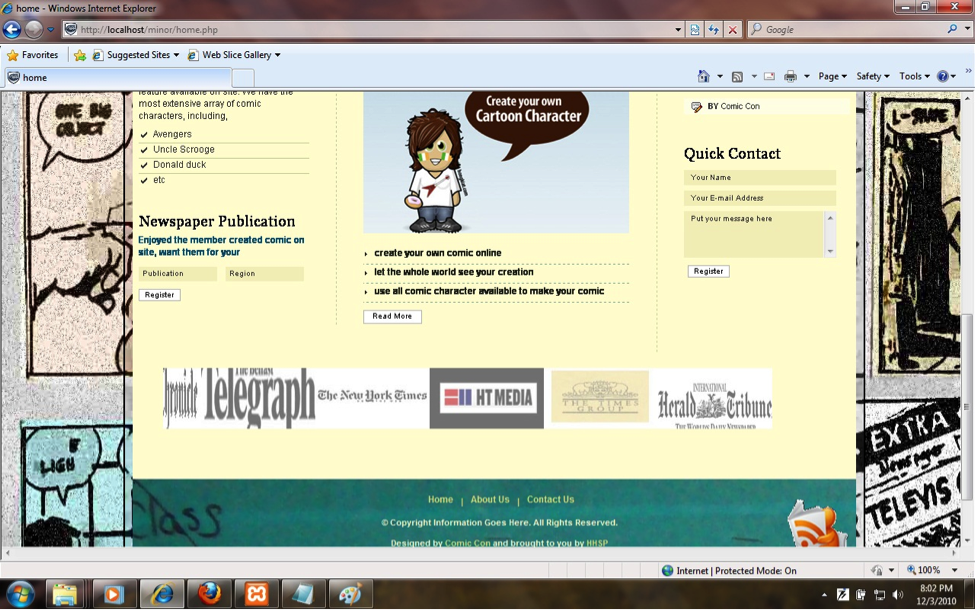 home - Windows Internet Explorer
http://localhost/minor/home.php
Google
Favorites
Suggested Sites
Web Slice Gallery
home
Page
Safety
Tools
feature available on site. We have the
most extensive array of comic
characters, including,
Avengers
Uncle Scrooge
Donald duck
etc
Newspaper Publication
Enjoyed the member created comic on
site, want them for your
Publication
Region
Register
Create your own
Cartoon Character
create your own comic online
let the whole world see your creation
use all comic character available to make your comic
Read More
BY Comic Con
Quick Contact
Your Name
Your E-mail Address
Put your message here
Register
Telegraph
The New York Times
HT MEDIA
THE TIMES
GROUP
INTERNATIONAL
Herald Tribune
THE WORLDS DAILY NEWSPAPER
EXTRA
Newspaper
TELEVIS
class
Home | About Us | Contact Us
© Copyright Information Goes Here. All Rights Reserved.
Designed by Comic Con and brought to you by HHSP
Internet | Protected Mode: On
100%
8:02 PM
12/3/2010